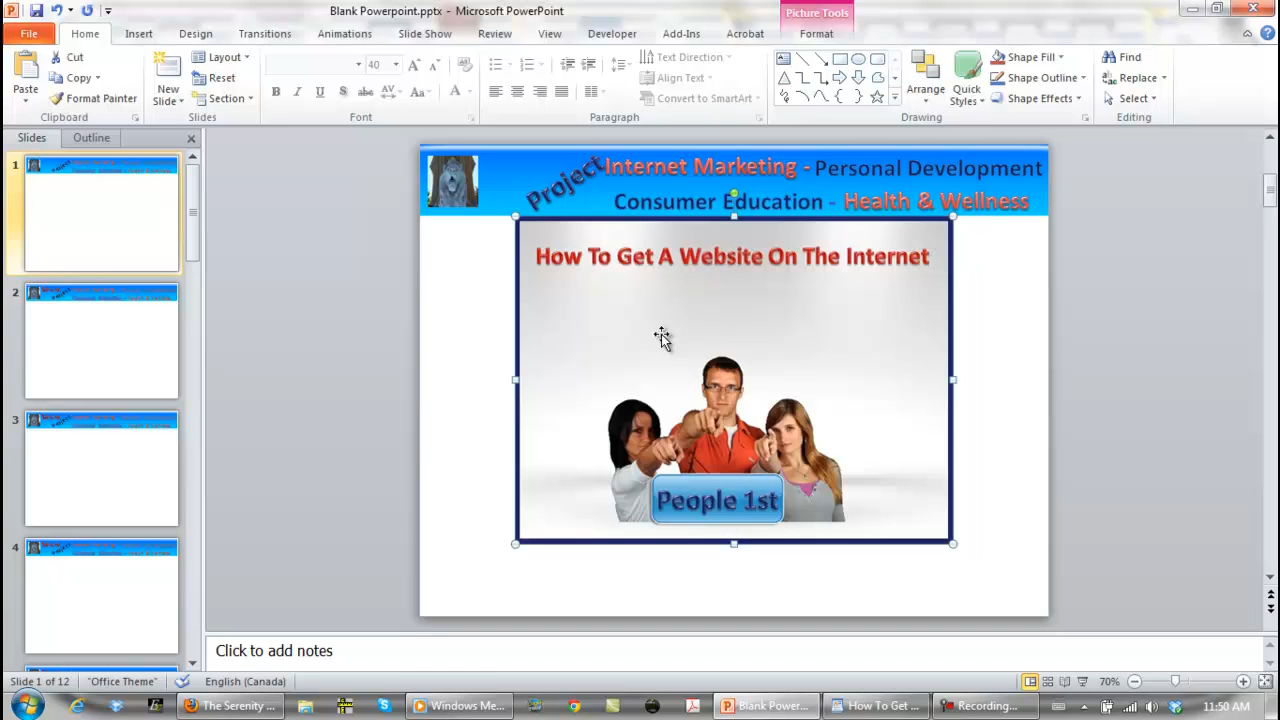 Blank Powerpoint.pptx - Microsoft PowerPoint
Picture Tools
File Home Insert Design Transitions Animations Slide Show Review View Developer Add-Ins Acrobat Format
Paste
Cut
Copy
Format Painter
Clipboard
New Slide
Layout
Reset
Section
Slides
40
B I U S abc AV Aa A
Font
Text Direction
Align Text
Convert to SmartArt
Paragraph
Arrange
Quick Styles
Shape Fill
Shape Outline
Shape Effects
Drawing
Find
Replace
Select
Editing
Slides Outline
1
2
3
4
Project
Internet Marketing - Personal Development
Consumer Education - Health & Wellness
How To Get A Website On The Internet
People 1st
Click to add notes
Slide 1 of 12
"Office Theme"
English (Canada)
70%
The Serenity ...
Windows Me...
Blank Power...
How To Get ...
Recording...
11:50 AM